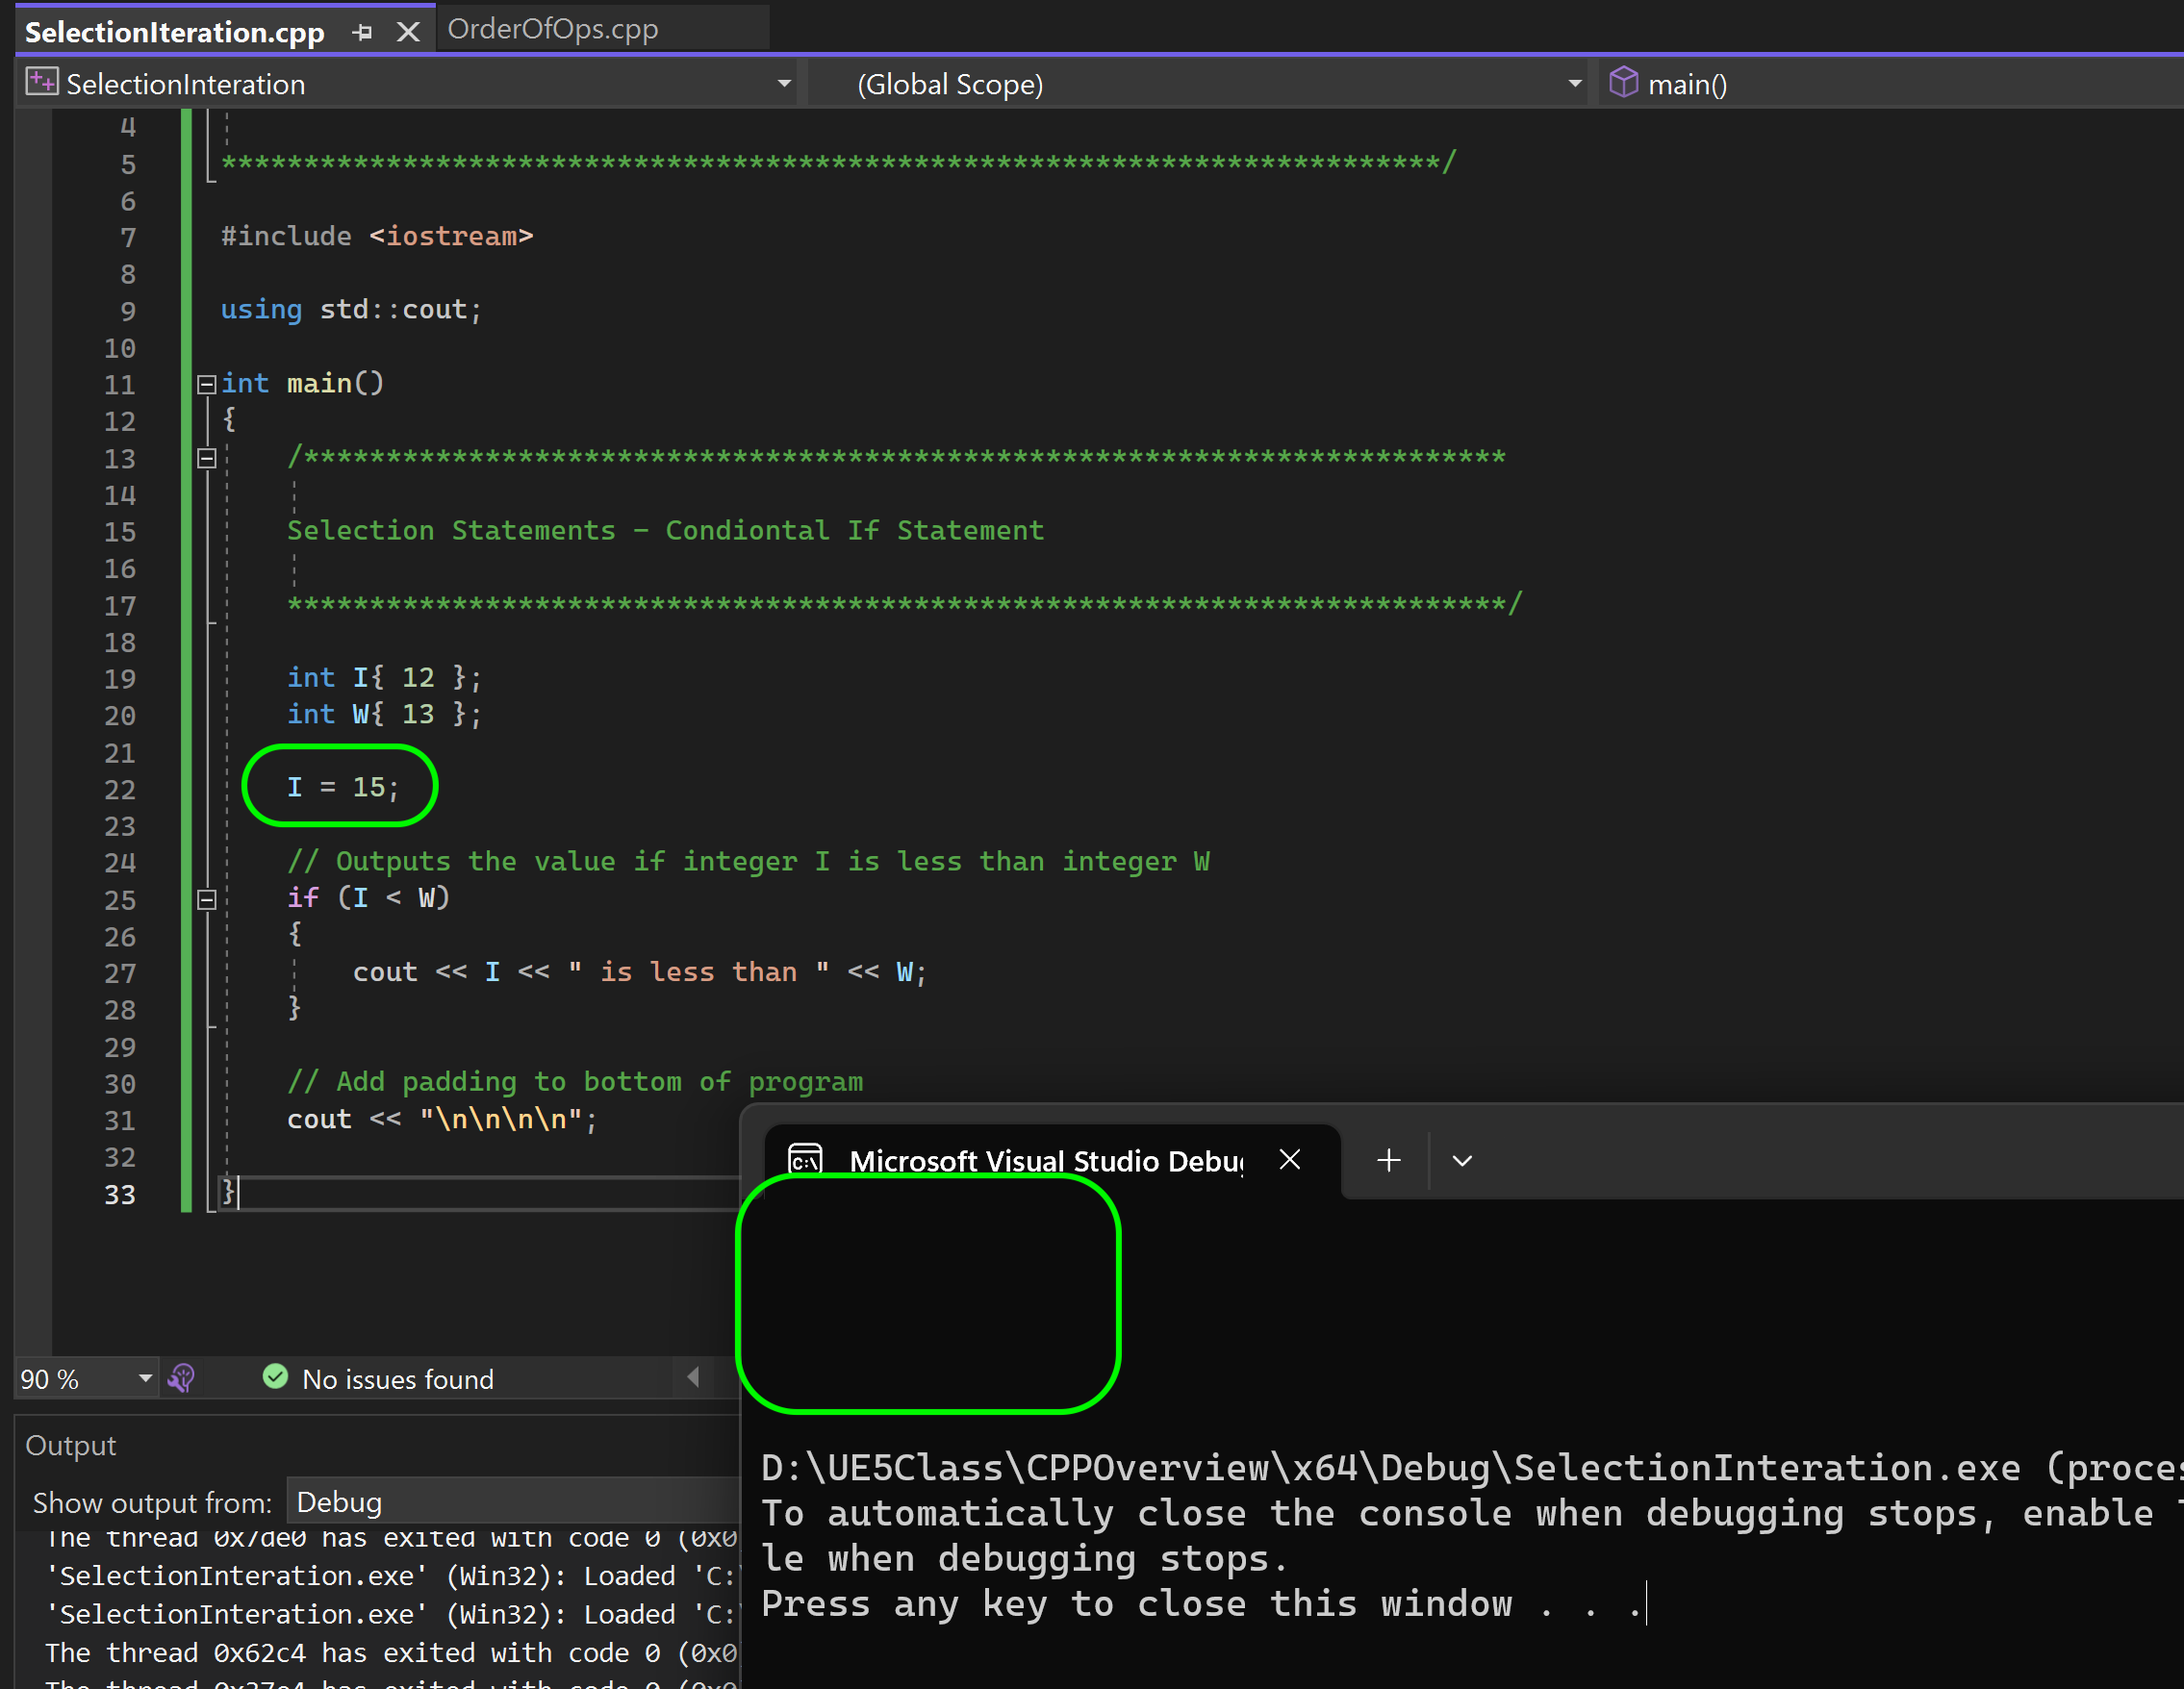 SelectionIteration.cpp
OrderOfOps.cpp
SelectionInteration
(Global Scope)
main()
4
5 **************************************************************************/
6
7 #include <iostream>
8
9 using std::cout;
10
11 int main()
12 {
13 /*************************************************************************
14
15 Selection Statements - Condiontal If Statement
16
17 **************************************************************************/
18
19 int I{ 12 };
20 int W{ 13 };
21
22 I = 15;
23
24 // Outputs the value if integer I is less than integer W
25 if (I < W)
26 {
27 cout << I << " is less than " << W;
28 }
29
30 // Add padding to bottom of program
31 cout << "\n\n\n\n";
32
33 }
90 %
No issues found
Output
Show output from: Debug
The thread 0x7de0 has exited with code 0 (0x0
'SelectionInteration.exe' (Win32): Loaded 'C:\
'SelectionInteration.exe' (Win32): Loaded 'C:\
The thread 0x62c4 has exited with code 0 (0x0
The thread 0x37e4 has exited with code 0 (0x0
Microsoft Visual Studio Debug
D:\UE5Class\CPPOverview\x64\Debug\SelectionInteration.exe (proces
To automatically close the console when debugging stops, enable
le when debugging stops.
Press any key to close this window . . .